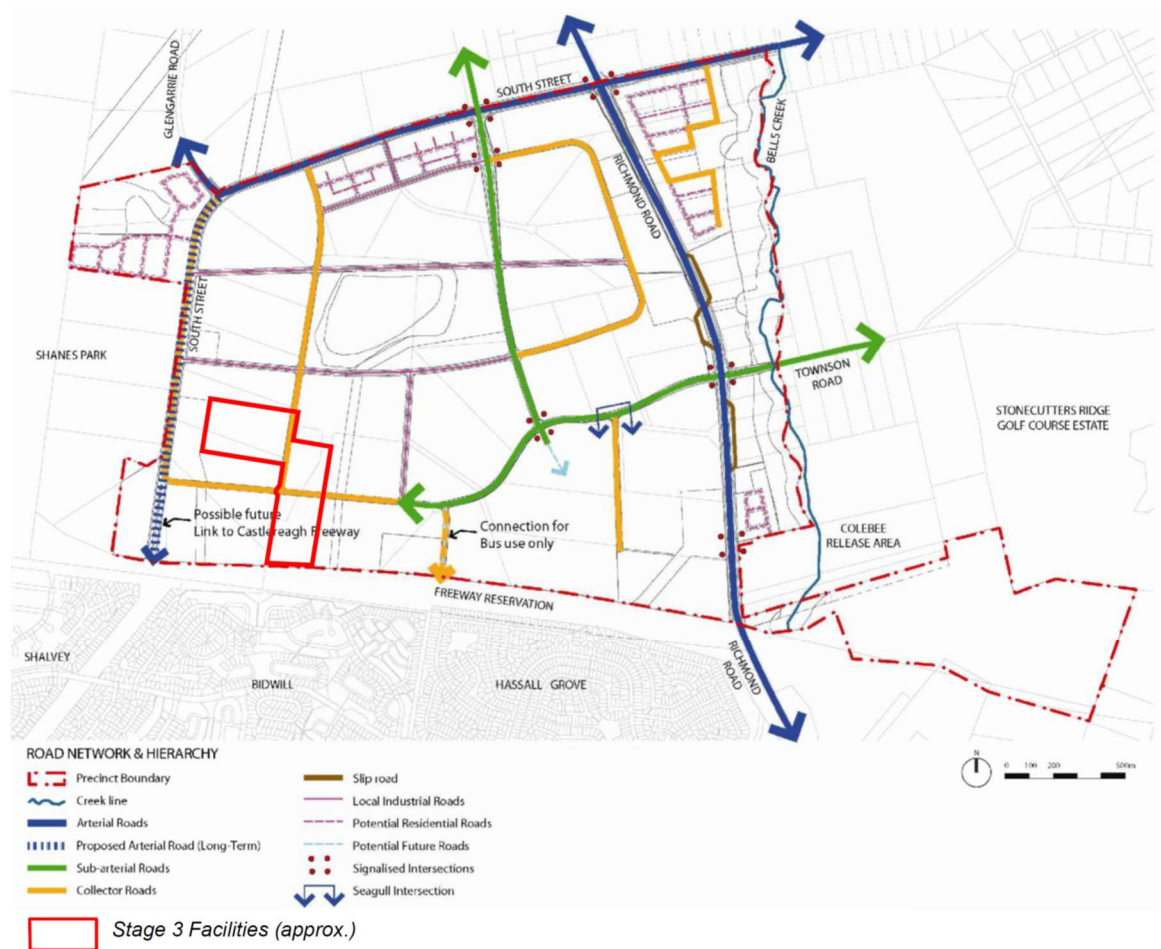 GLENGARRIE ROAD
SOUTH STREET
BELLS CREEK
RICHMOND ROAD
SOUTH STREET
SHANES PARK
TOWNSON
ROAD
STONECUTTERS RIDGE
GOLF COURSE ESTATE
Possible future
Link to Castlereagh Freeway
Connection for
Bus use only
COLEBEE
RELEASE AREA
FREEWAY RESERVATION
SHALVEY
BIDWILL
HASSALL GROVE
RICHMOND
ROAD
ROAD NETWORK & HIERARCHY
Precinct Boundary
Creek line
Arterial Roads
Proposed Arterial Road (Long-Term)
Sub-arterial Roads
Collector Roads
Slip road
Local Industrial Roads
Potential Residential Roads
Potential Future Roads
Signalised Intersections
Seagull Intersection
N
0 100 200 500m
Stage 3 Facilities (approx.)